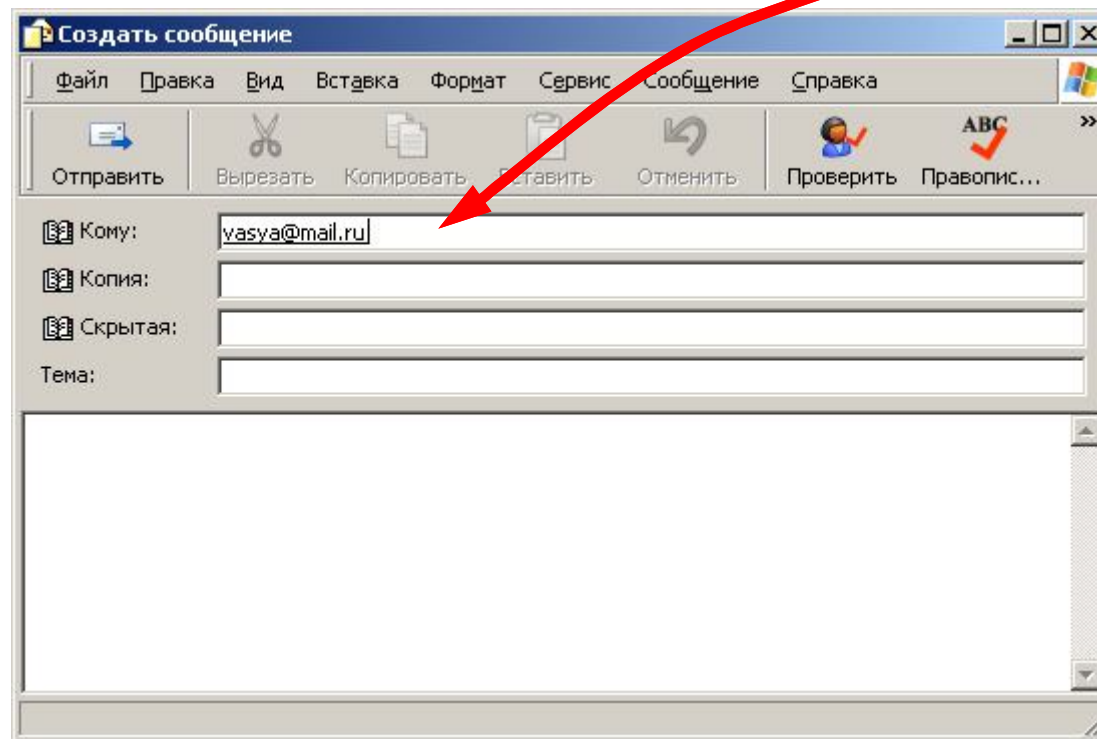 Создать сообщение
Файл Правка Вид Вставка Формат Сервис Сообщение Справка
ABC »
Отправить Вырезать Копировать Вставить Отменить Проверить Правопис...
Кому: vasya@mail.ru
Копия:
Скрытая:
Тема: